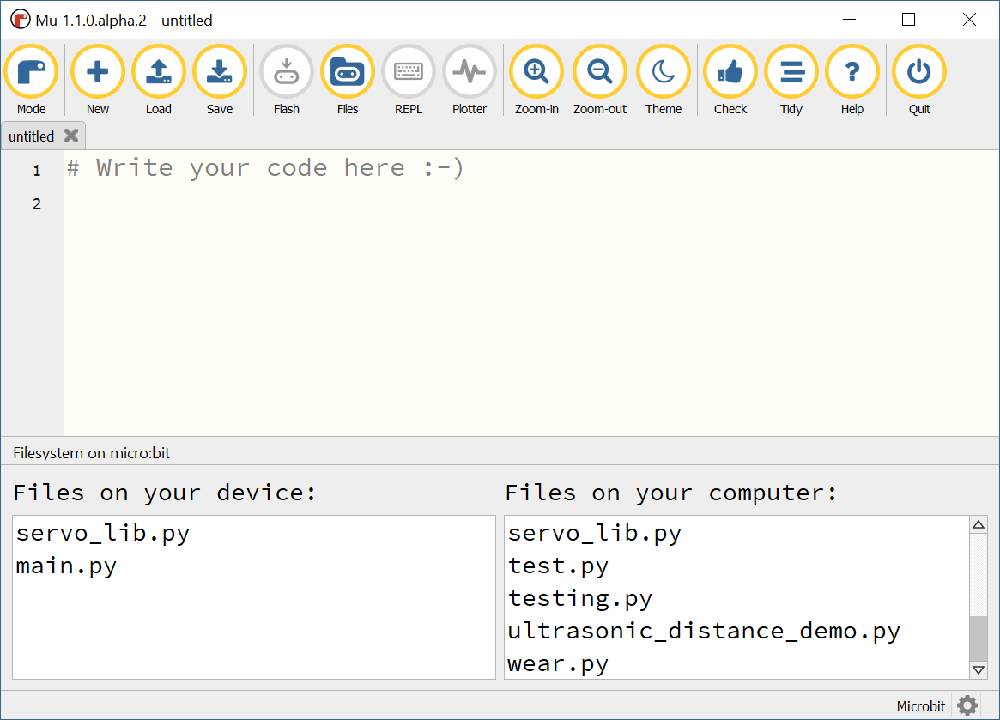 Mu 1.1.0.alpha.2 - untitled
Mode New Load Save Flash Files REPL Plotter Zoom-in Zoom-out Theme Check Tidy Help Quit
untitled
1 # Write your code here :-)
2
Filesystem on micro:bit
Files on your device:
servo_lib.py
main.py
Files on your computer:
servo_lib.py
test.py
testing.py
ultrasonic_distance_demo.py
wear.py
Microbit